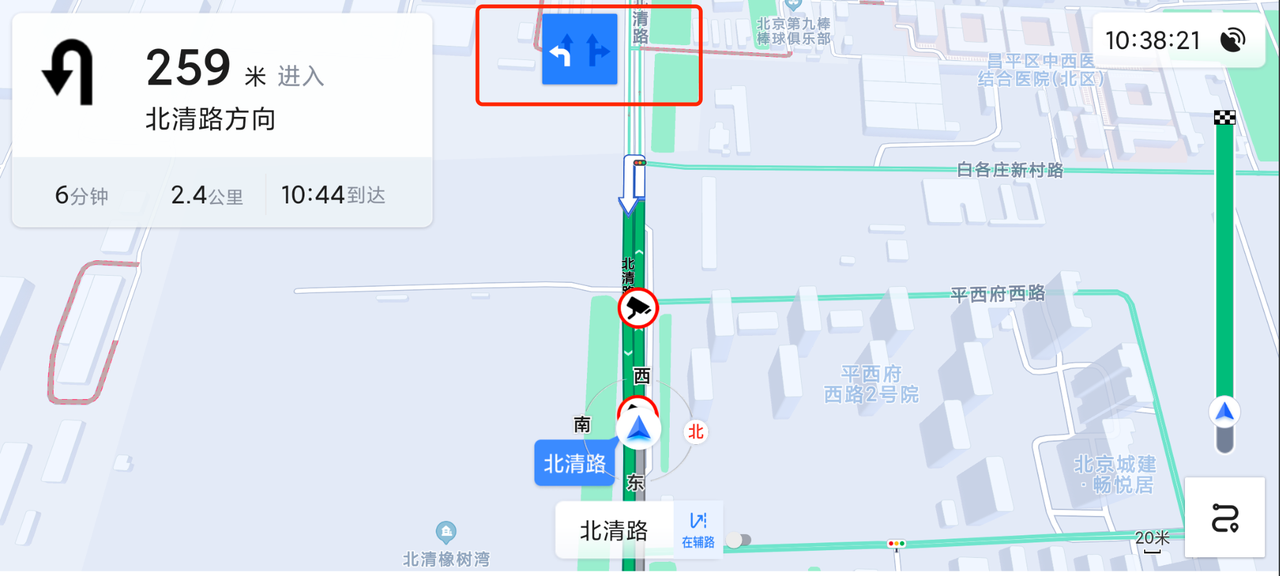 259 米 进入
北清路方向
6分钟
2.4公里
10:44到达
北清路
北京第九棒
棒球俱乐部
10:38:21
昌平区中西医
结合医院(北区)
白各庄新村路
北清路
平西府西路
平西府
西路2号院
西
南
北
东
北清路
北京城建
·畅悦居
北清路
在辅路
北清橡树湾
20米